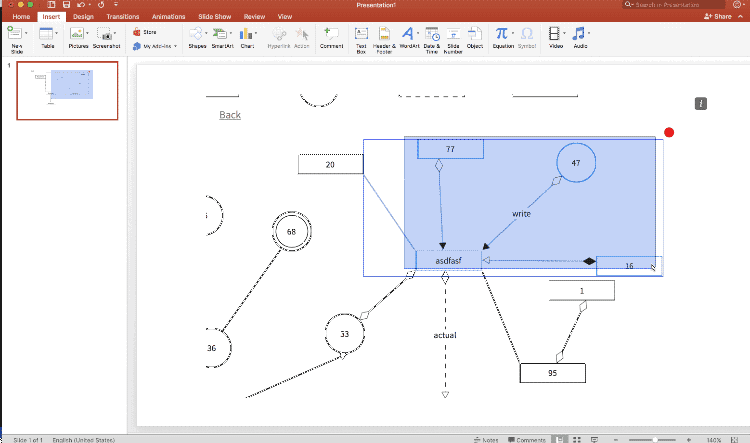 Presentation1
Search in Presentation
Home Insert Design Transitions Animations Slide Show Review View
Share
New Slide
Table
Pictures
Screenshot
Store
My Add-ins
Shapes
SmartArt
Chart
Hyperlink
Action
Comment
Text Box
Header & Footer
WordArt
Date & Time
Slide Number
Object
Equation
Symbol
Video
Audio
1
Back
i
77
20
47
write
68
asdfasf
16
1
53
36
actual
95
Slide 1 of 1 English (United States)
Notes Comments 140%